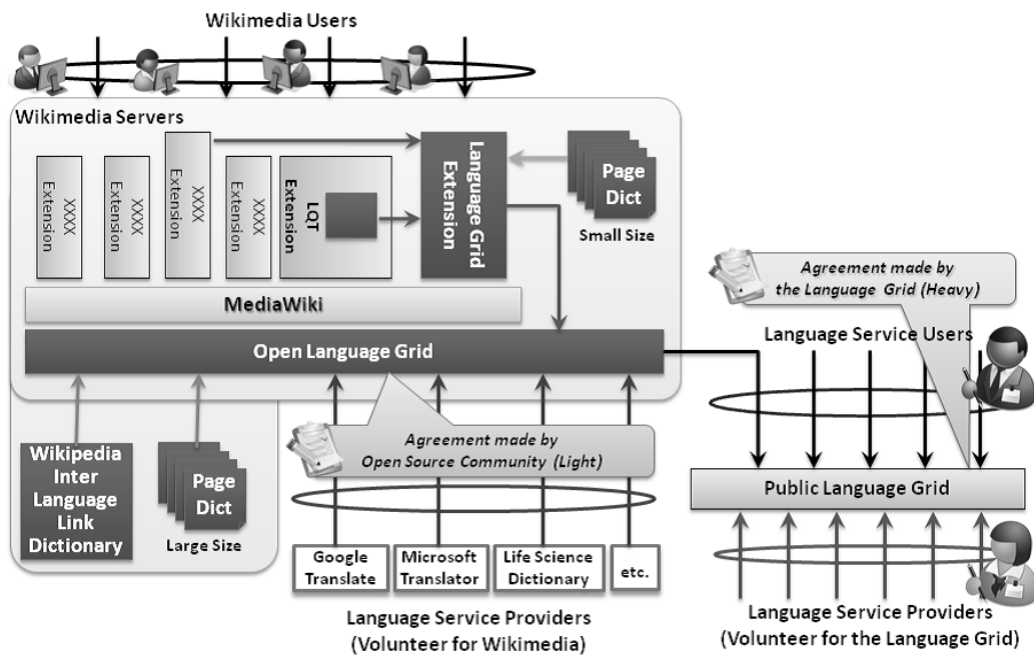 Wikimedia Users
Wikimedia Servers
XXXX
Extension
XXXX
Extension
XXXX
Extension
XXXX
Extension
LQT
Extension
Language Grid
Extension
Page
Dict
Small Size
MediaWiki
Open Language Grid
Agreement made by
the Language Grid (Heavy)
Language Service Users
Wikipedia
Inter
Language
Link
Dictionary
Page
Dict
Large Size
Agreement made by
Open Source Community (Light)
Public Language Grid
Google
Translate
Microsoft
Translator
Life Science
Dictionary
etc.
Language Service Providers
(Volunteer for Wikimedia)
Language Service Providers
(Volunteer for the Language Grid)